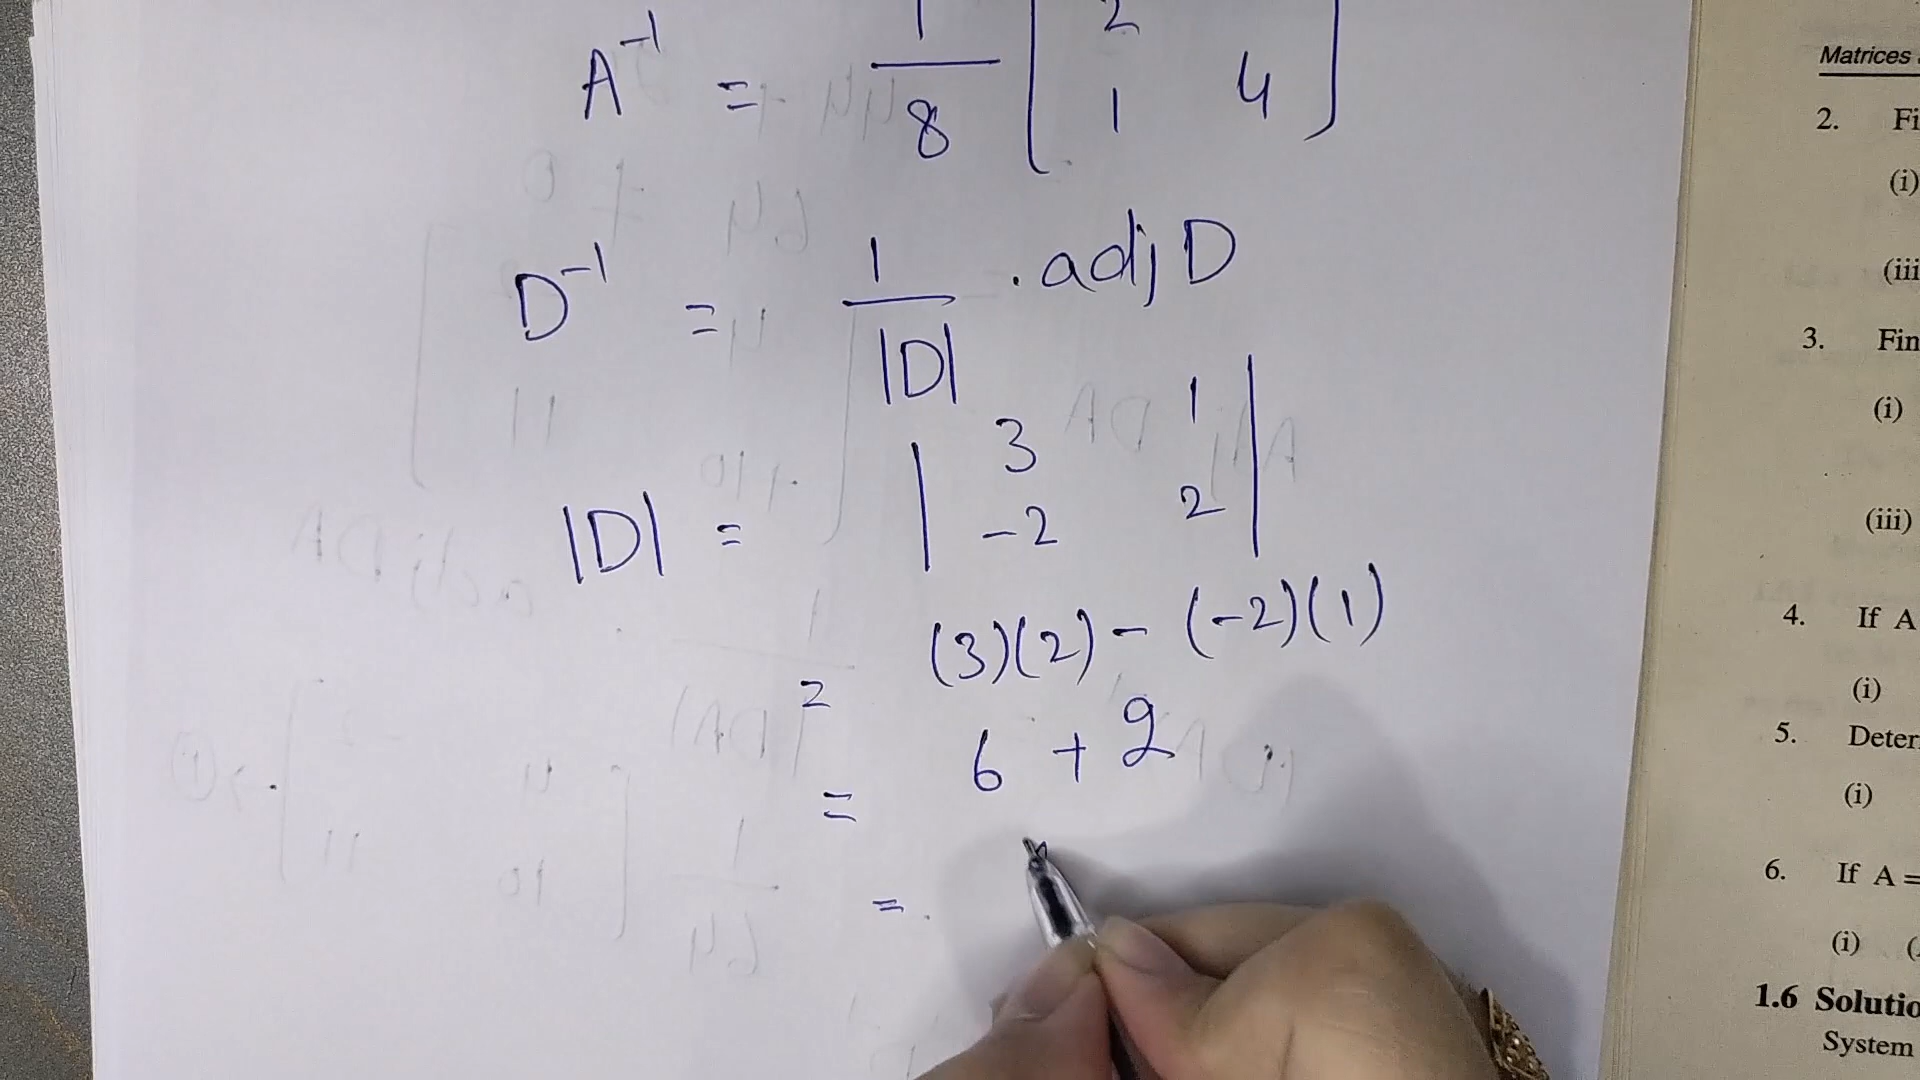 A⁻¹ = 1/8 [ 2
1 4 ]
D⁻¹ = 1/|D| . adj D
|D| = | 3 1
-2 2 |
= (3)(2) - (-2)(1)
= 6 + 2
=
Matrices
2. Fi
(i)
(iii
3. Fin
(i)
(iii)
4. If A
(i)
5. Deter
(i)
6. If A =
(i) (
1.6 Solutio
System